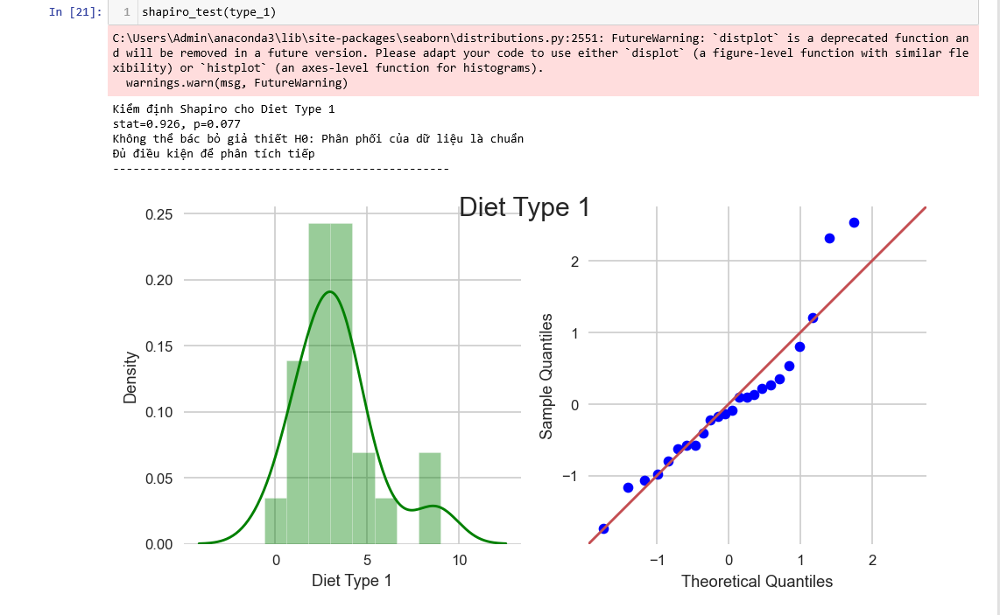 In [21]:
1 shapiro_test(type_1)
C:\Users\Admin\anaconda3\lib\site-packages\seaborn\distributions.py:2551: FutureWarning: `distplot` is a deprecated function an
d will be removed in a future version. Please adapt your code to use either `displot` (a figure-level function with similar fle
xibility) or `histplot` (an axes-level function for histograms).
warnings.warn(msg, FutureWarning)
Kiểm định Shapiro cho Diet Type 1
stat=0.926, p=0.077
Không thể bác bỏ giả thiết H0: Phân phối của dữ liệu là chuẩn
Đủ điều kiện để phân tích tiếp
--------------------------------------------------
Diet Type 1
0.25
0.20
0.15
0.10
0.05
0.00
Density
0 5 10
Diet Type 1
2
1
0
−1
Sample Quantiles
−1 0 1 2
Theoretical Quantiles